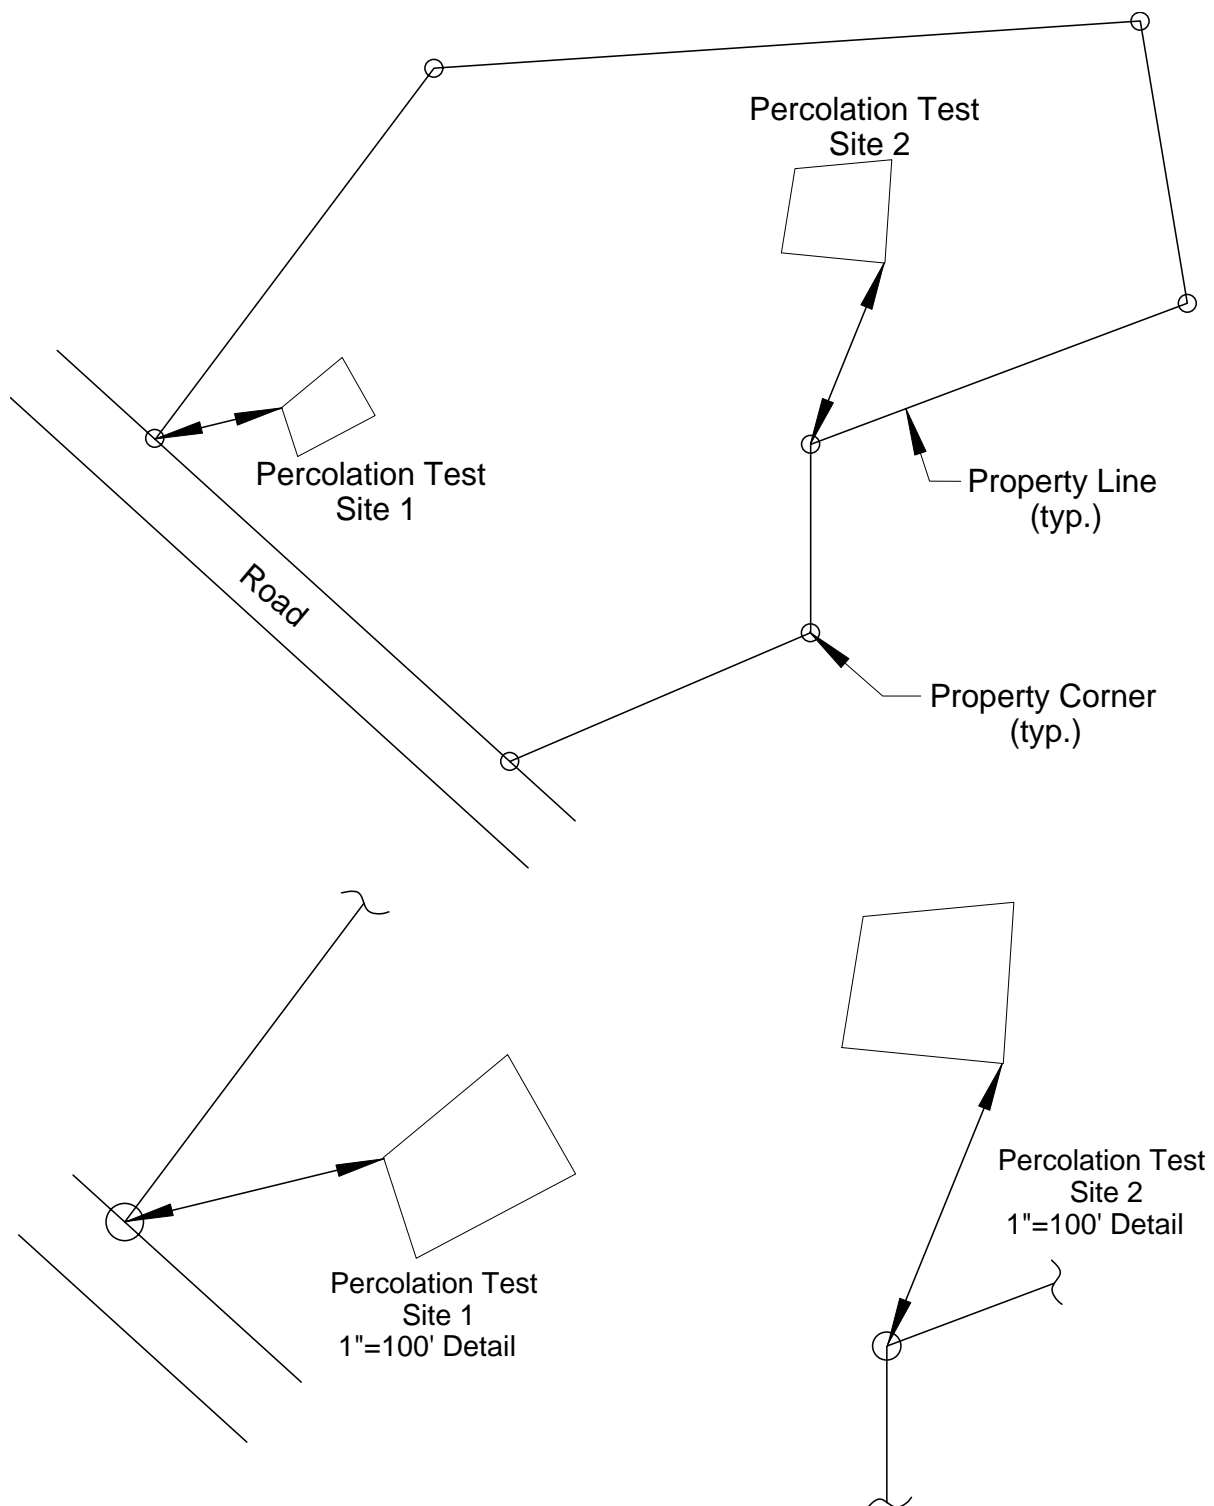 Percolation Test
Site 2
Percolation Test
Site 1
Property Line
(typ.)
Road
Property Corner
(typ.)
Percolation Test
Site 2
1"=100' Detail
Percolation Test
Site 1
1"=100' Detail